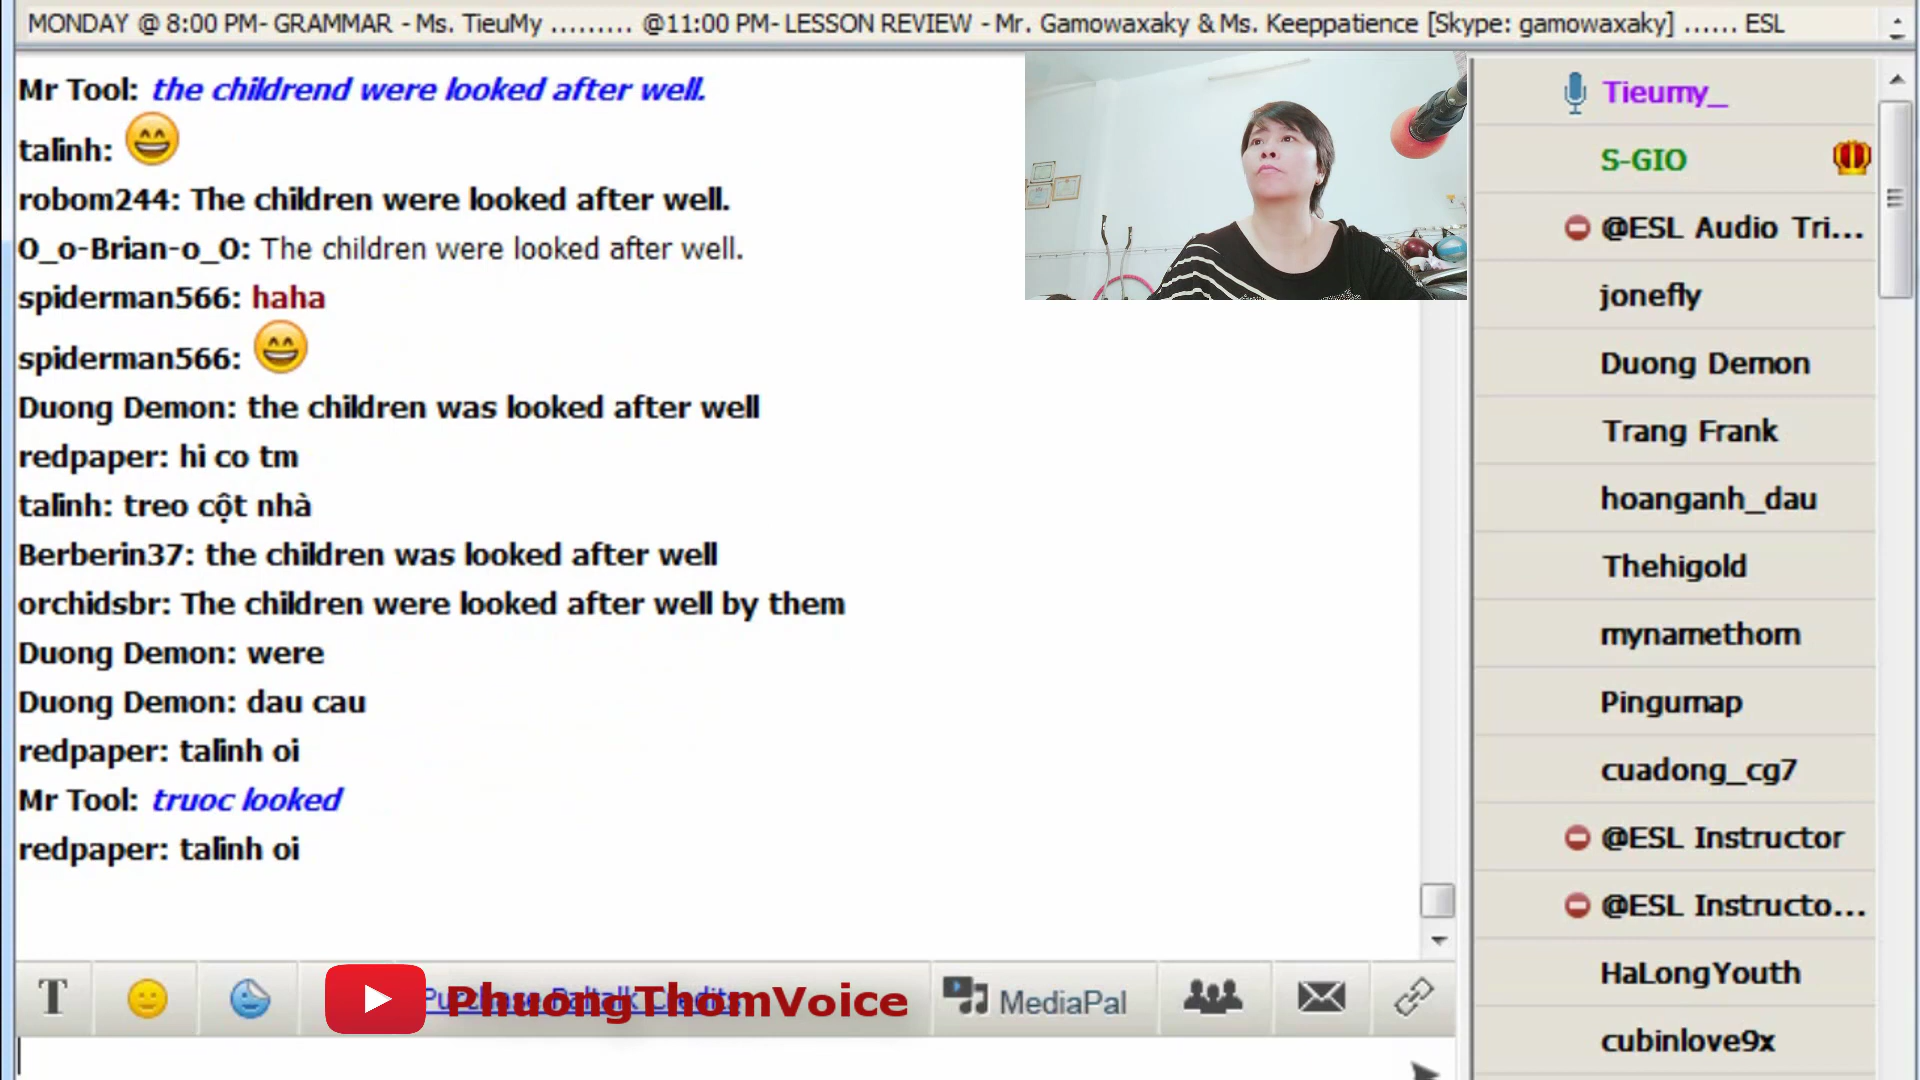 MONDAY @ 8:00 PM- GRAMMAR - Ms. TieuMy ......... @11:00 PM- LESSON REVIEW - Mr. Gamowaxaky & Ms. Keeppatience [Skype: gamowaxaky] ...... ESL
Mr Tool: the childrend were looked after well.
talinh:
robom244: The children were looked after well.
O_o-Brian-o_O: The children were looked after well.
spiderman566: haha
spiderman566:
Duong Demon: the children was looked after well
redpaper: hi co tm
talinh: treo cột nhà
Berberin37: the children was looked after well
orchidsbr: The children were looked after well by them
Duong Demon: were
Duong Demon: dau cau
redpaper: talinh oi
Mr Tool: truoc looked
redpaper: talinh oi
T
Purchase Paltalk Credits
PhuongThomVoice
MediaPal
Tieumy_
S-GIO
@ESL Audio Tri...
jonefly
Duong Demon
Trang Frank
hoanganh_dau
Thehigold
mynamethom
Pingumap
cuadong_cg7
@ESL Instructor
@ESL Instructo...
HaLongYouth
cubinlove9x